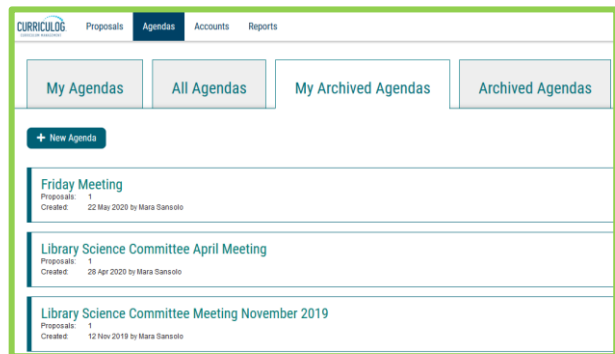 CURRICULOG
Proposals Agendas Accounts Reports
My Agendas All Agendas My Archived Agendas Archived Agendas
+ New Agenda
Friday Meeting
Proposals: 1
Created: 22 May 2020 by Mara Sansolo
Library Science Committee April Meeting
Proposals: 1
Created: 28 Apr 2020 by Mara Sansolo
Library Science Committee Meeting November 2019
Proposals: 1
Created: 12 Nov 2019 by Mara Sansolo